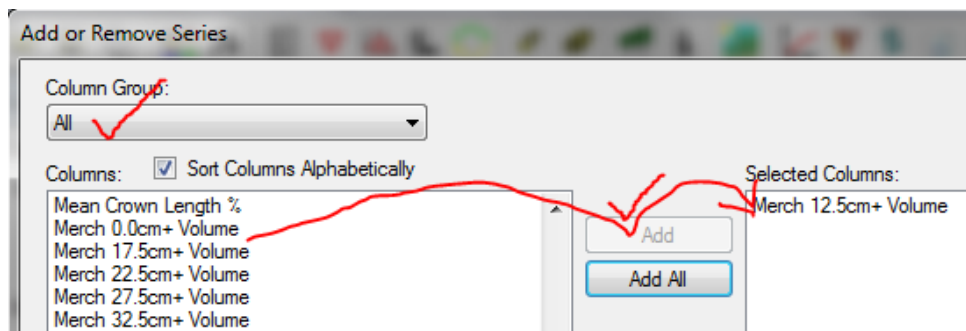 Add or Remove Series
Column Group:
All
Columns: Sort Columns Alphabetically
Selected Columns:
Mean Crown Length %
Merch 0.0cm+ Volume
Merch 17.5cm+ Volume
Merch 22.5cm+ Volume
Merch 27.5cm+ Volume
Merch 32.5cm+ Volume
Add
Add All
Merch 12.5cm+ Volume